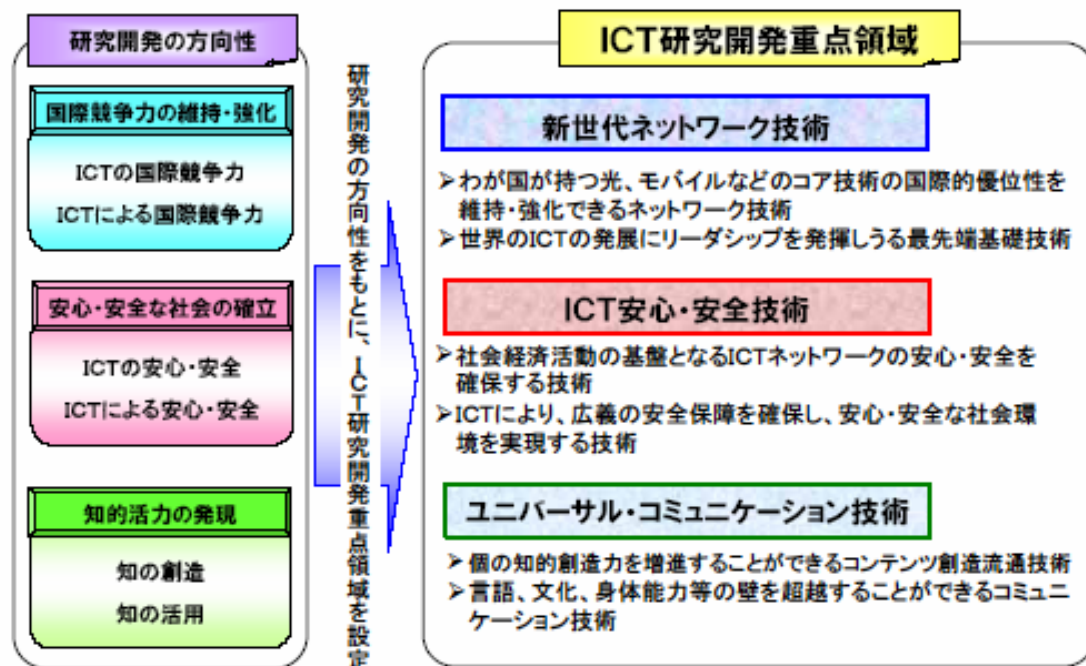 研究開発の方向性
国際競争力の維持・強化
ICTの国際競争力
ICTによる国際競争力
安心・安全な社会の確立
ICTの安心・安全
ICTによる安心・安全
知的活力の発現
知の創造
知の活用
研究開発の方向性をもとに、ICT研究開発重点領域を設定
ICT研究開発重点領域
新世代ネットワーク技術
➢わが国が持つ光、モバイルなどのコア技術の国際的優位性を
維持・強化できるネットワーク技術
➢世界のICTの発展にリーダシップを発揮しうる最先端基礎技術
ICT安心・安全技術
➢社会経済活動の基盤となるICTネットワークの安心・安全を
確保する技術
➢ICTにより、広義の安全保障を確保し、安心・安全な社会環
境を実現する技術
ユニバーサル・コミュニケーション技術
➢個の知的創造力を増進することができるコンテンツ創造流通技術
➢言語、文化、身体能力等の壁を超越することができるコミュニ
ケーション技術